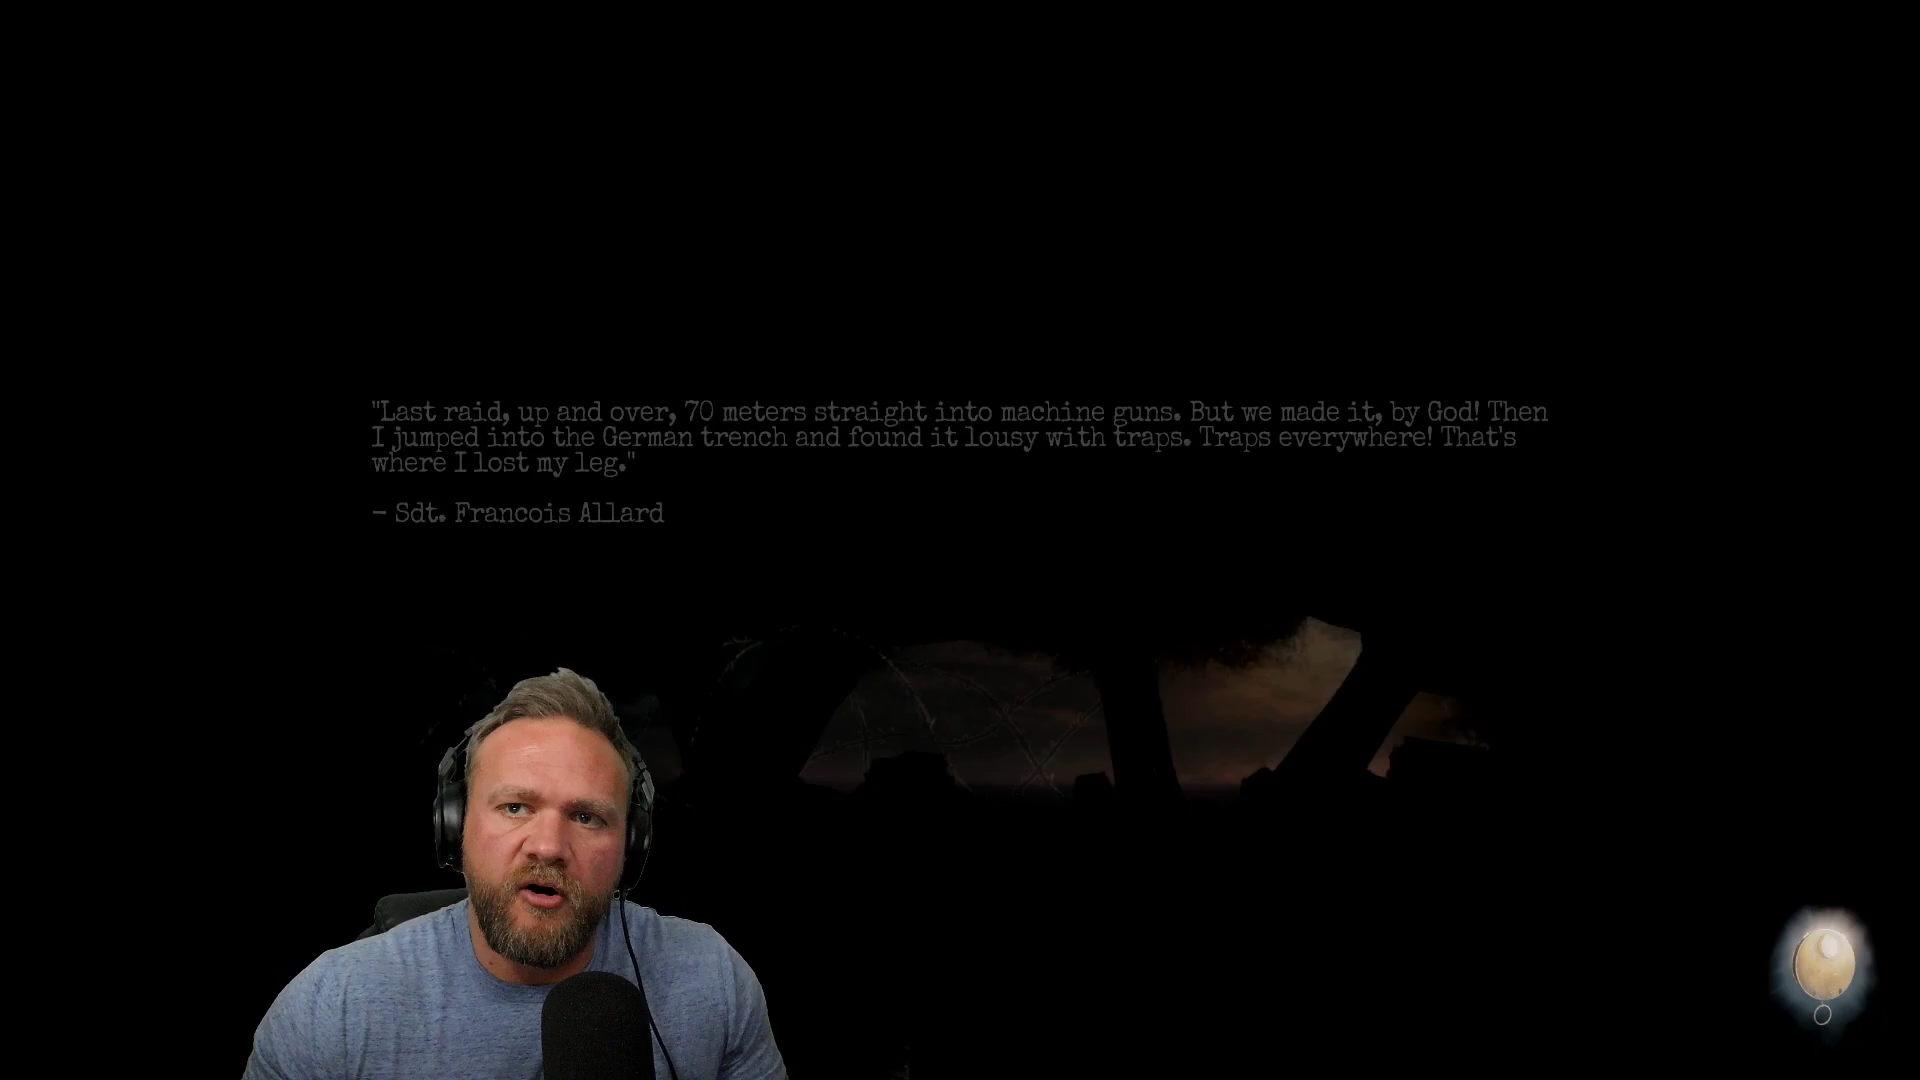 "Last raid, up and over, 70 meters straight into machine guns. But we made it, by God! Then
I jumped into the German trench and found it lousy with traps. Traps everywhere! That's
where I lost my leg."
- Sdt. Francois Allard